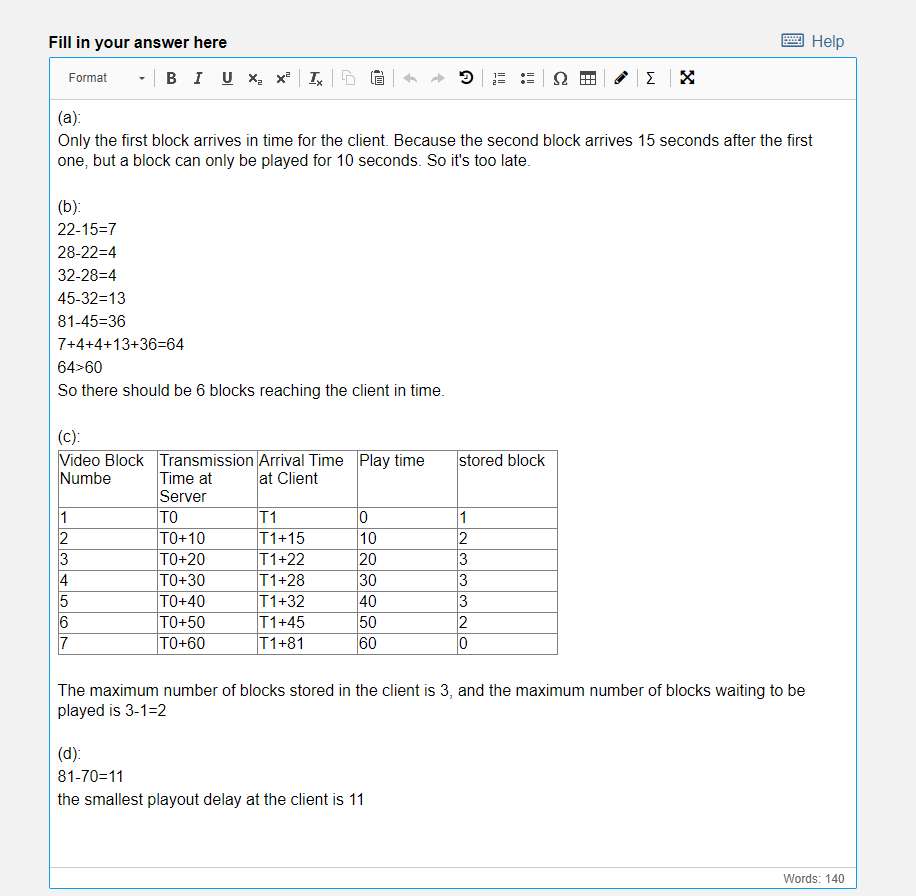 Fill in your answer here
Help
Format
B I U x₂ x² Iₓ Ω Σ
(a):
Only the first block arrives in time for the client. Because the second block arrives 15 seconds after the first
one, but a block can only be played for 10 seconds. So it's too late.
(b):
22-15=7
28-22=4
32-28=4
45-32=13
81-45=36
7+4+4+13+36=64
64>60
So there should be 6 blocks reaching the client in time.
(c):
Video Block Transmission Arrival Time Play time stored block
Numbe Time at at Client
Server
1 T0 T1 0 1
2 T0+10 T1+15 10 2
3 T0+20 T1+22 20 3
4 T0+30 T1+28 30 3
5 T0+40 T1+32 40 3
6 T0+50 T1+45 50 2
7 T0+60 T1+81 60 0
The maximum number of blocks stored in the client is 3, and the maximum number of blocks waiting to be
played is 3-1=2
(d):
81-70=11
the smallest playout delay at the client is 11
Words: 140